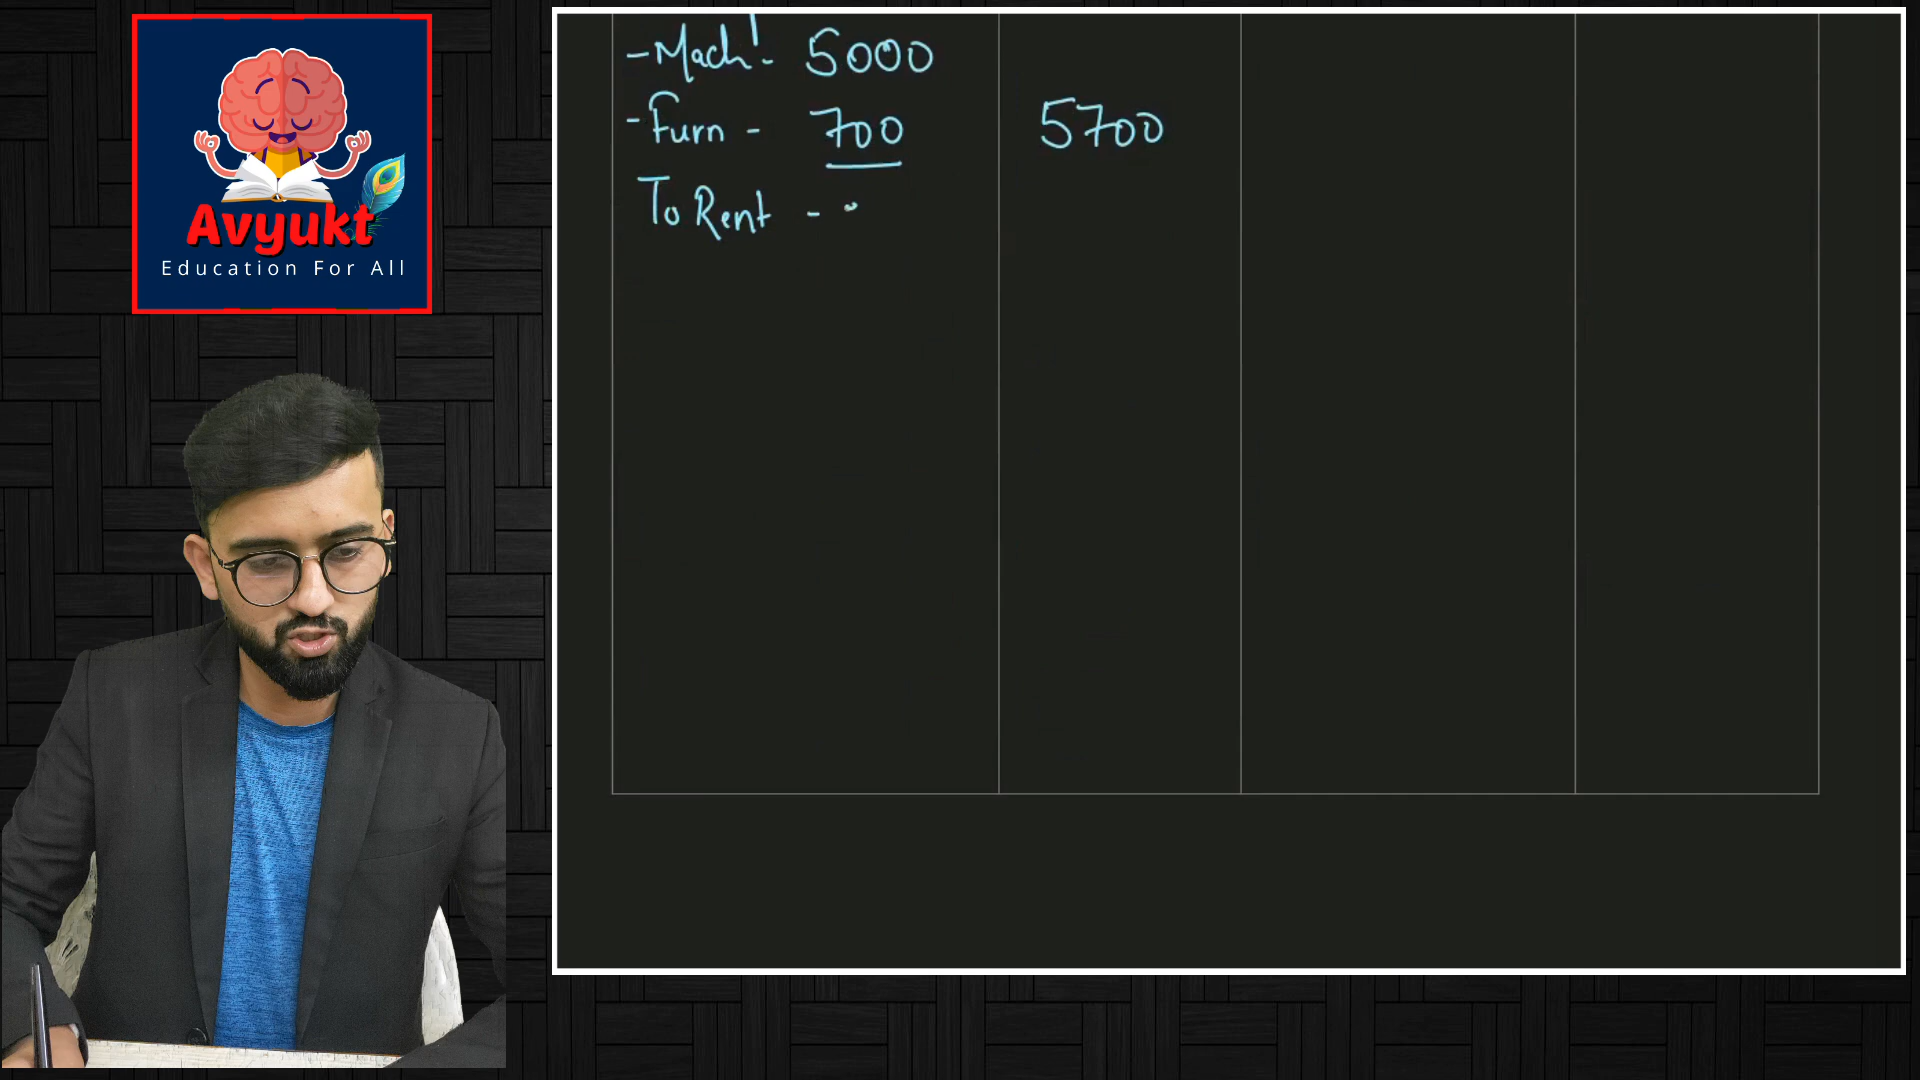 Avyukt
Education For All
-Mach! - 5000
-Furn - 700 5700
To Rent -